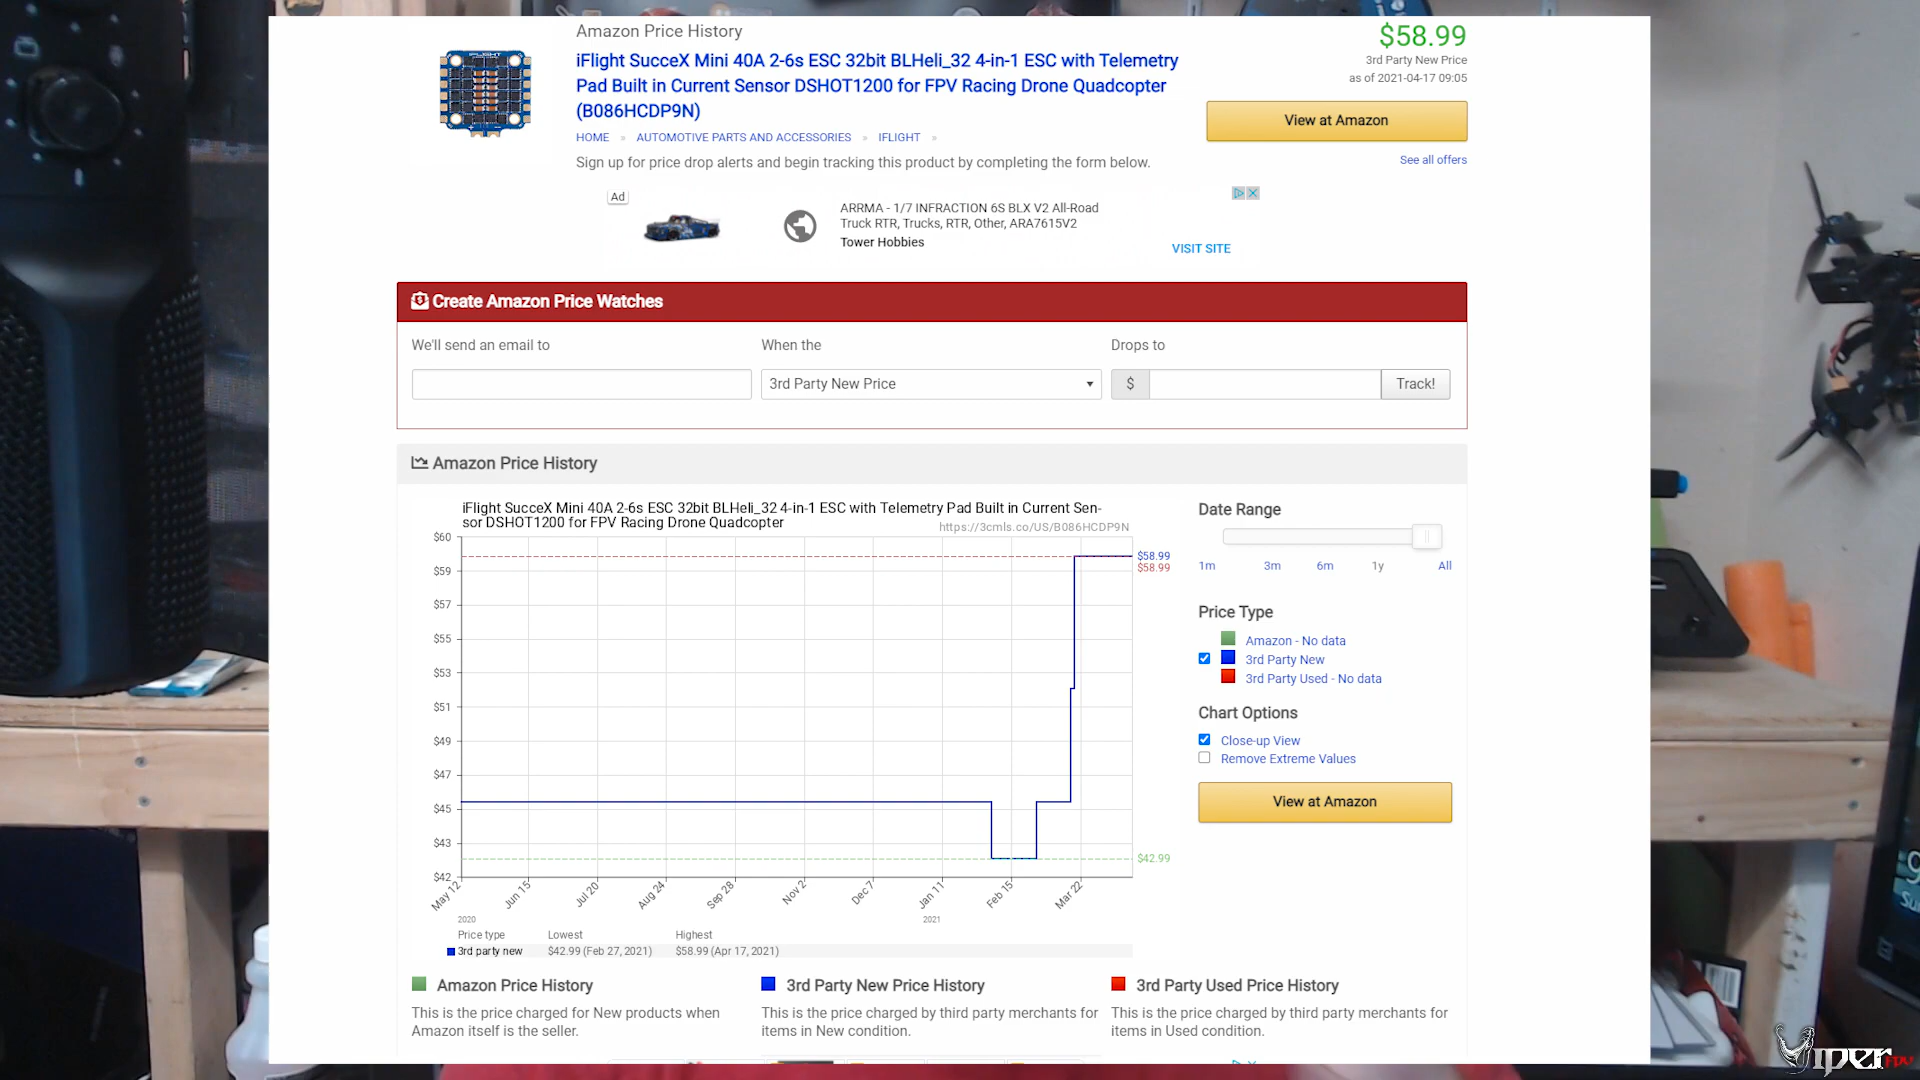 Amazon Price History
iFlight SucceX Mini 40A 2-6s ESC 32bit BLHeli_32 4-in-1 ESC with Telemetry
Pad Built in Current Sensor DSHOT1200 for FPV Racing Drone Quadcopter
(B086HCDP9N)
HOME » AUTOMOTIVE PARTS AND ACCESSORIES » IFLIGHT »
Sign up for price drop alerts and begin tracking this product by completing the form below.
$58.99
3rd Party New Price
as of 2021-04-17 09:05
View at Amazon
See all offers
Ad
ARRMA - 1/7 INFRACTION 6S BLX V2 All-Road
Truck RTR, Trucks, RTR, Other, ARA7615V2
Tower Hobbies
VISIT SITE
Create Amazon Price Watches
We'll send an email to
When the
Drops to
3rd Party New Price
$
Track!
Amazon Price History
iFlight SucceX Mini 40A 2-6s ESC 32bit BLHeli_32 4-in-1 ESC with Telemetry Pad Built in Current Sen-
sor DSHOT1200 for FPV Racing Drone Quadcopter
https://3cmls.co/US/B086HCDP9N
$60
$59
$57
$55
$53
$51
$49
$47
$45
$43
$42
$58.99
$58.99
$42.99
May 12
Jun 15
Jul 20
Aug 24
Sep 28
Nov 2
Dec 7
Jan 11
Feb 15
Mar 22
2020
2021
Price type Lowest Highest
3rd party new $42.99 (Feb 27, 2021) $58.99 (Apr 17, 2021)
Date Range
1m 3m 6m 1y All
Price Type
Amazon - No data
3rd Party New
3rd Party Used - No data
Chart Options
Close-up View
Remove Extreme Values
View at Amazon
Amazon Price History
This is the price charged for New products when
Amazon itself is the seller.
3rd Party New Price History
This is the price charged by third party merchants for
items in New condition.
3rd Party Used Price History
This is the price charged by third party merchants for
items in Used condition.
Viper FPV